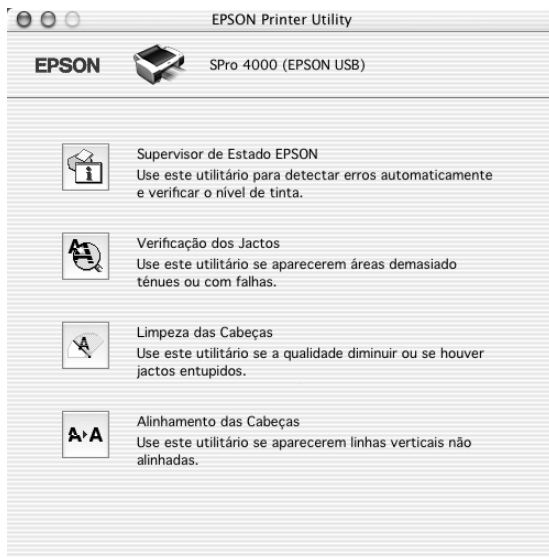 EPSON Printer Utility
EPSON
SPro 4000 (EPSON USB)
Supervisor de Estado EPSON
Use este utilitário para detectar erros automaticamente
e verificar o nível de tinta.
Verificação dos Jactos
Use este utilitário se aparecerem áreas demasiado
ténues ou com falhas.
Limpeza das Cabeças
Use este utilitário se a qualidade diminuir ou se houver
jactos entupidos.
A▸A
Alinhamento das Cabeças
Use este utilitário se aparecerem linhas verticais não
alinhadas.